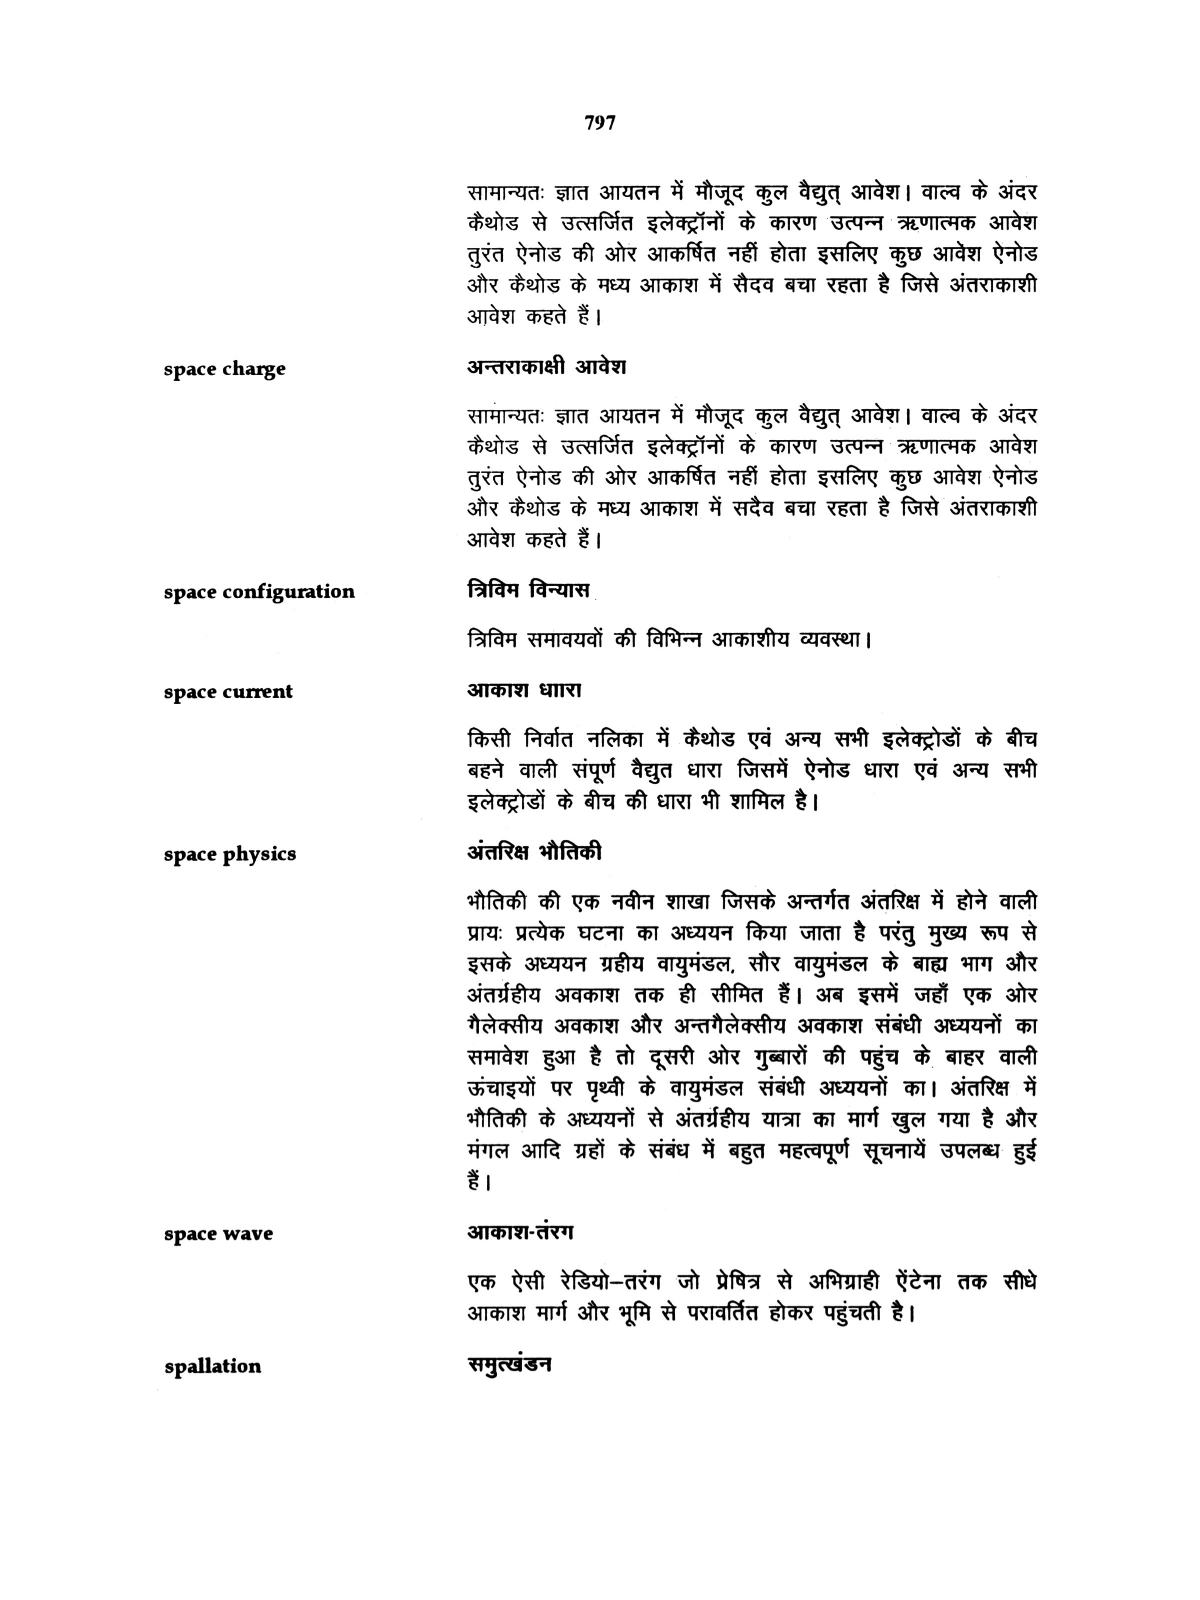 797
सामान्यतः ज्ञात आयतन में मौजूद कुल वैद्युत् आवेश। वाल्व के अंदर
कैथोड से उत्सर्जित इलेक्ट्रॉनों के कारण उत्पन्न ऋणात्मक आवेश
तुरंत ऐनोड की ओर आकर्षित नहीं होता इसलिए कुछ आवेंश ऐनोड
और कैथोड के मध्य आकाश में सैदव बचा रहता है जिसे अंतराकाशी
आवेश कहते हैं।
space charge अन्तराकाक्षी आवेश
सामान्यतः ज्ञात आयतन में मौजूद कुल वैद्युत् आवेश। वाल्व के अंदर
कैथोड से उत्सर्जित इलेक्ट्रॉनों के कारण उत्पन्न ऋणात्मक आवेश
तुरंत ऐनोड की ओर आकर्षित नहीं होता इसलिए कुछ आवेश ऐनोड
और कैथोड के मध्य आकाश में सदैव बचा रहता है जिसे अंतराकाशी
आवेश कहते हैं।
space configuration त्रिविम विन्यास
त्रिविम समावयवों की विभिन्न आकाशीय व्यवस्था।
space current आकाश धाारा
किसी निर्वात नलिका में कैथोड एवं अन्य सभी इलेक्ट्रोडों के बीच
बहने वाली संपूर्ण वैद्युत धारा जिसमें ऐनोड धारा एवं अन्य सभी
इलेक्ट्रोडों के बीच की धारा भी शामिल है।
space physics अंतरिक्ष भौतिकी
भौतिकी की एक नवीन शाखा जिसके अन्तर्गत अंतरिक्ष में होने वाली
प्रायः प्रत्येक घटना का अध्ययन किया जाता है परंतु मुख्य रूप से
इसके अध्ययन ग्रहीय वायुमंडल, सौर वायुमंडल के बाह्य भाग और
अंतर्ग्रहीय अवकाश तक ही सीमित हैं। अब इसमें जहाँ एक ओर
गैलेक्सीय अवकाश और अन्तगैलेक्सीय अवकाश संबंधी अध्ययनों का
समावेश हुआ है तो दूसरी ओर गुब्बारों की पहुंच के बाहर वाली
ऊंचाइयों पर पृथ्वी के वायुमंडल संबंधी अध्ययनों का। अंतरिक्ष में
भौतिकी के अध्ययनों से अंतर्ग्रहीय यात्रा का मार्ग खुल गया है और
मंगल आदि ग्रहों के संबंध में बहुत महत्वपूर्ण सूचनायें उपलब्ध हुई
हैं।
space wave आकाश-तंरग
एक ऐसी रेडियो–तरंग जो प्रेषित्र से अभिग्राही ऐंटेना तक सीधे
आकाश मार्ग और भूमि से परावर्तित होकर पहुंचती है।
spallation समुत्खंडन